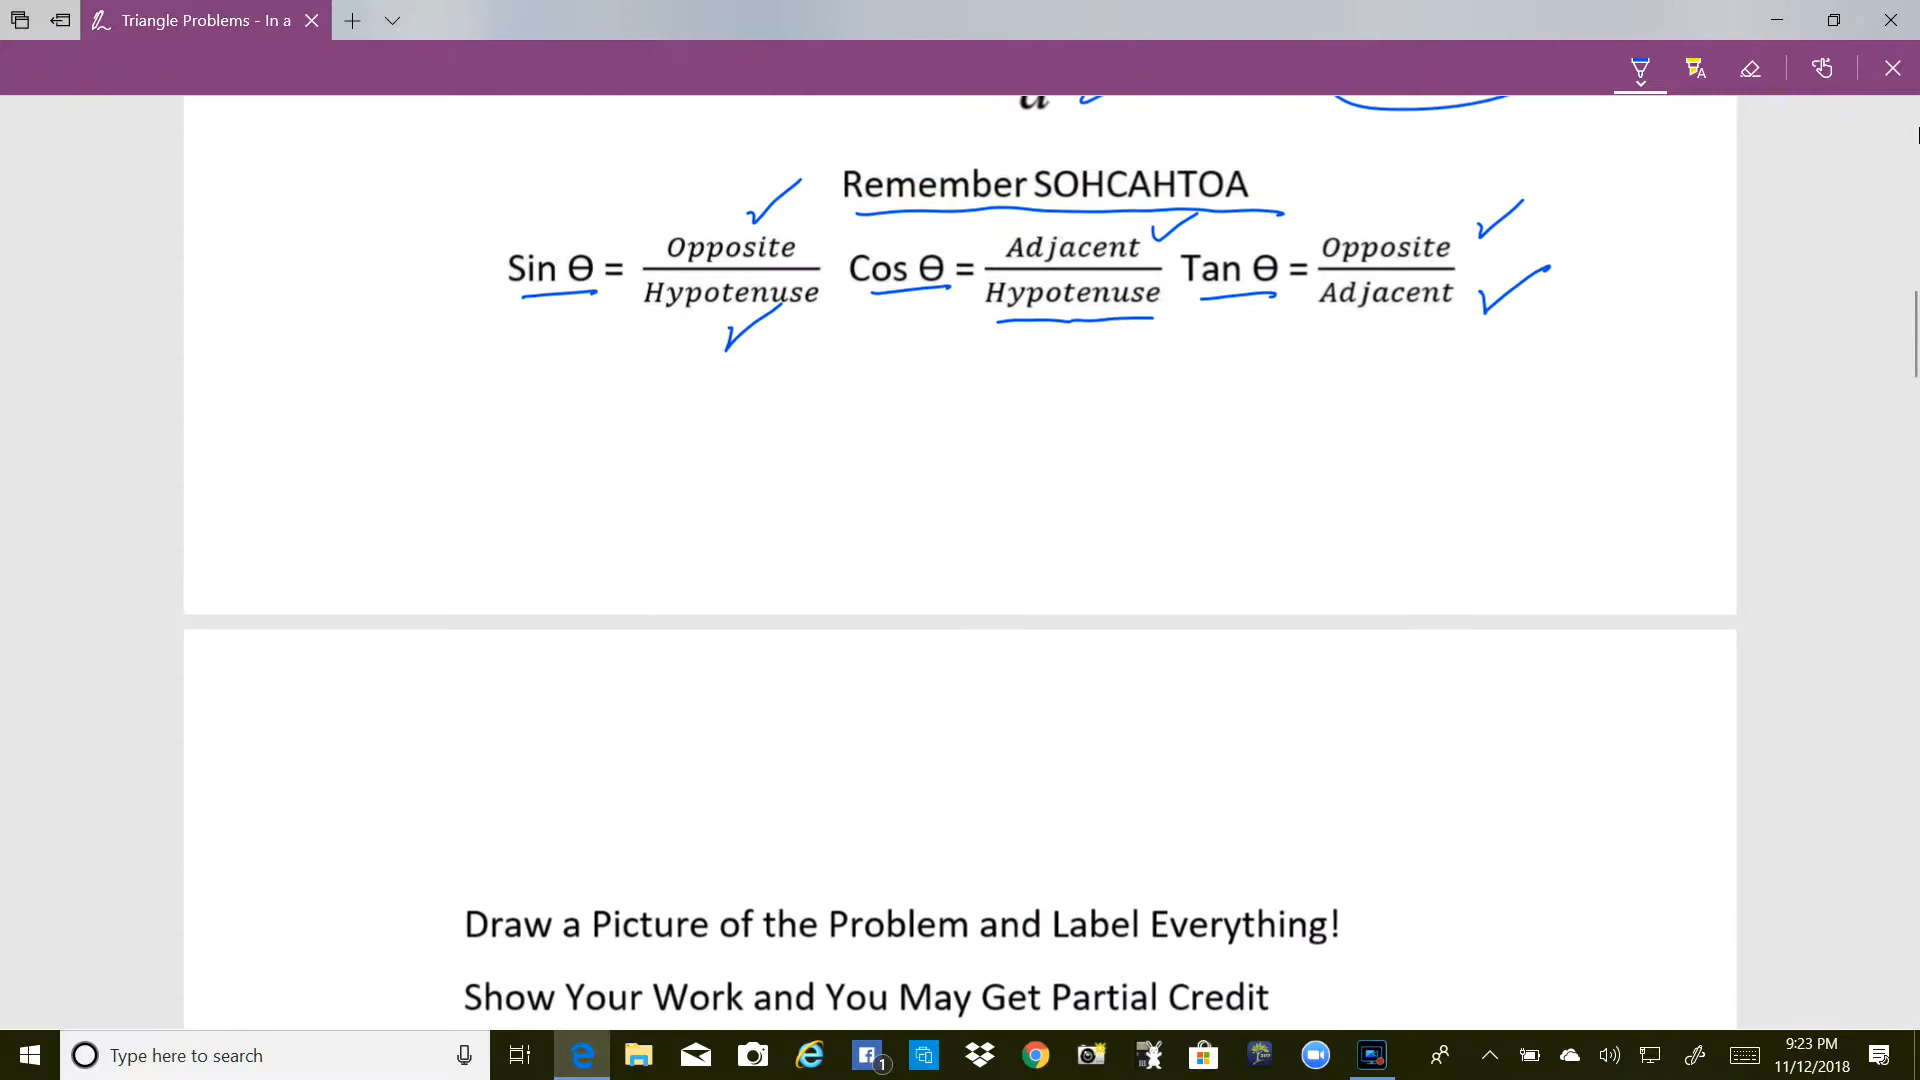 Triangle Problems - In a
a
Remember SOHCAHTOA
Sin Ɵ = Opposite / Hypotenuse Cos Ɵ = Adjacent / Hypotenuse Tan Ɵ = Opposite / Adjacent
Draw a Picture of the Problem and Label Everything!
Show Your Work and You May Get Partial Credit
Type here to search
1
9:23 PM
11/12/2018